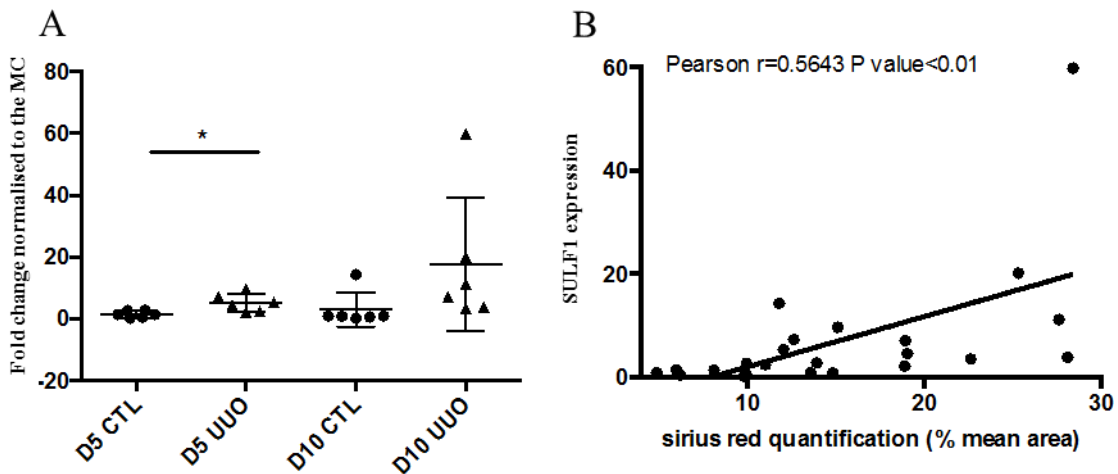 A
Fold change normalised to the MC
80
60
40
20
0
-20
*
D5 CTL
D5 UUO
D10 CTL
D10 UUO
B
Pearson r=0.5643 P value<0.01
SULF1 expression
60
40
20
0
10
20
30
sirius red quantification (% mean area)